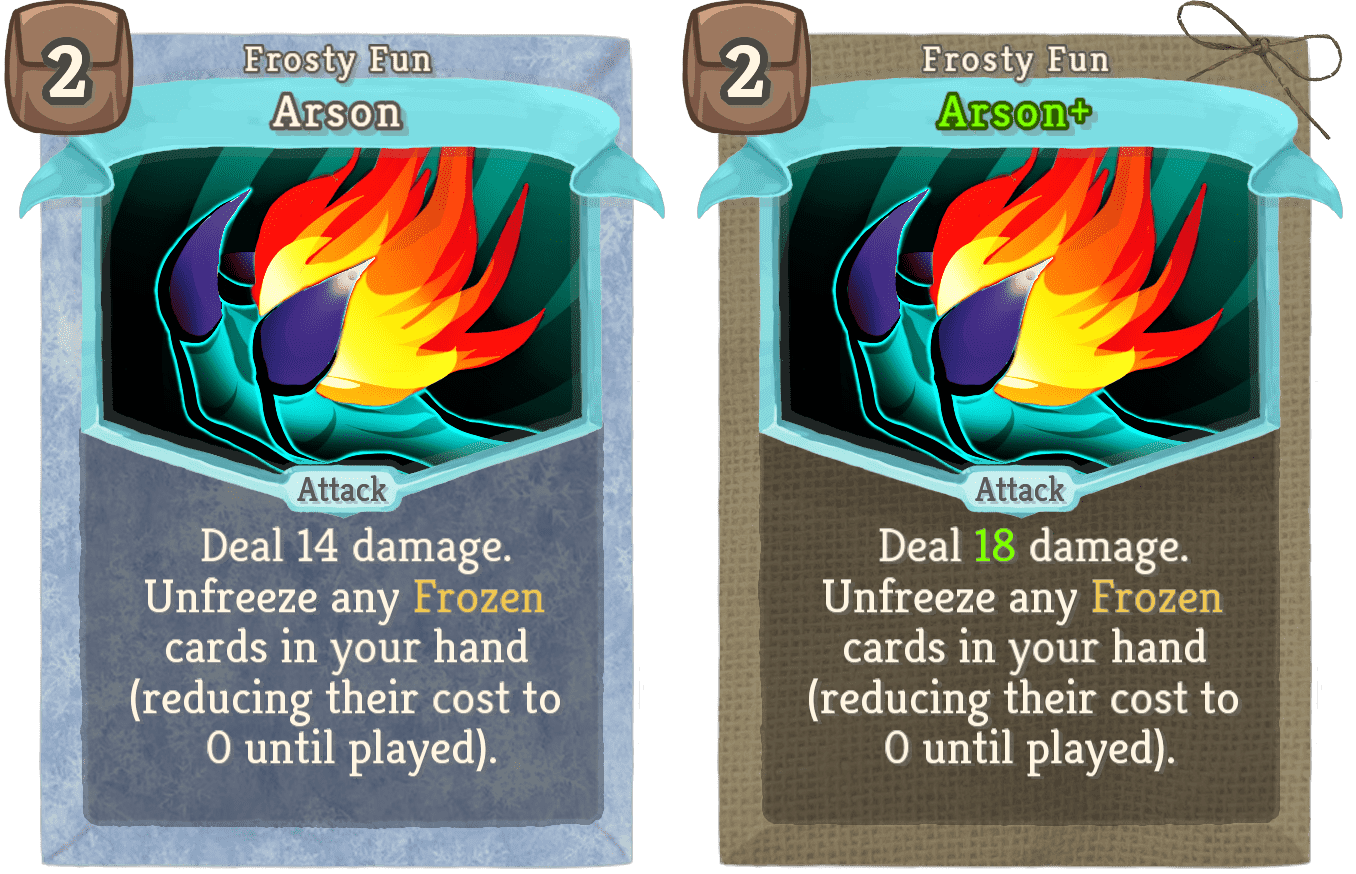 2
Frosty Fun
Arson
Attack
Deal 14 damage.
Unfreeze any Frozen
cards in your hand
(reducing their cost to
0 until played).
2
Frosty Fun
Arson+
Attack
Deal 18 damage.
Unfreeze any Frozen
cards in your hand
(reducing their cost to
0 until played).